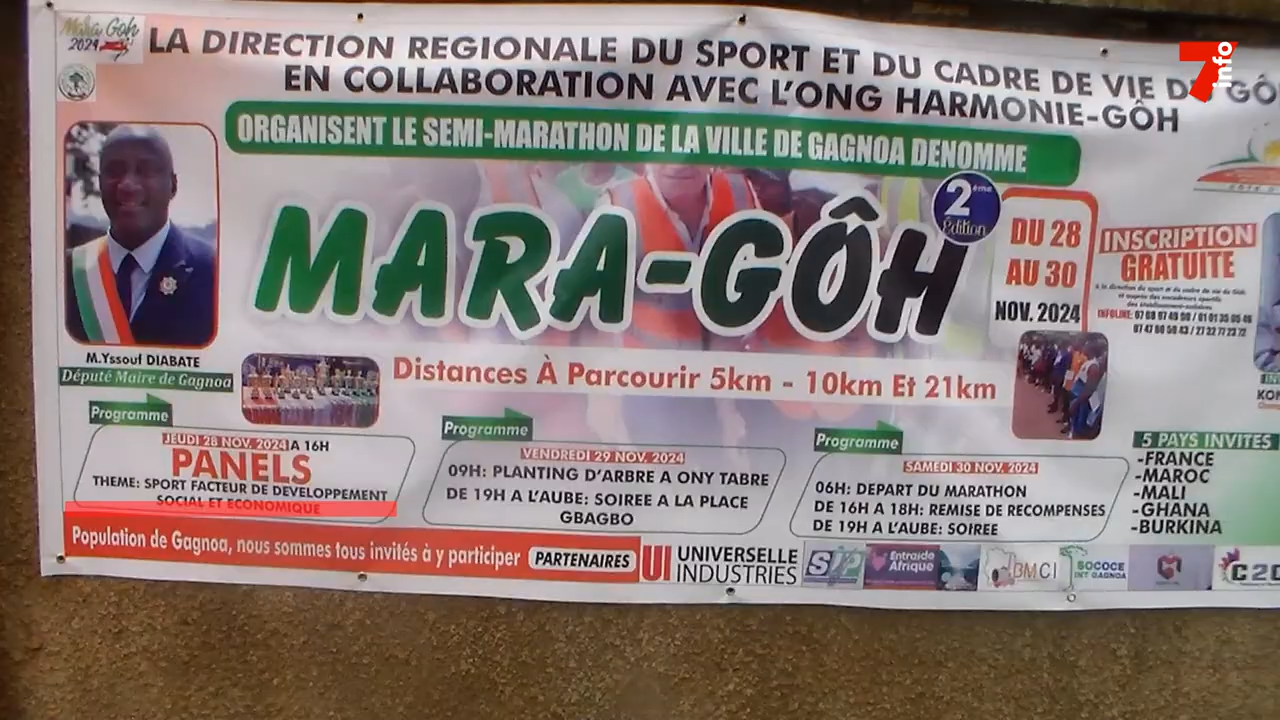 Mara Goh
2024
7 info
LA DIRECTION REGIONALE DU SPORT ET DU CADRE DE VIE DU GÔ
EN COLLABORATION AVEC L'ONG HARMONIE-GÔH
ORGANISENT LE SEMI-MARATHON DE LA VILLE DE GAGNOA DENOMME
MARA-GÔH
2ème
Édition
DU 28
AU 30
NOV. 2024
INSCRIPTION
GRATUITE
M.Yssouf DIABATE
Député Maire de Gagnoa
Distances À Parcourir 5km - 10km Et 21km
Programme
JEUDI 28 NOV. 2024 A 16H
PANELS
THEME: SPORT FACTEUR DE DEVELOPPEMENT
SOCIAL ET ECONOMIQUE
Programme
VENDREDI 29 NOV. 2024
09H: PLANTING D'ARBRE A ONY TABRE
DE 19H A L'AUBE: SOIREE A LA PLACE
GBAGBO
Programme
SAMEDI 30 NOV. 2024
06H: DEPART DU MARATHON
DE 16H A 18H: REMISE DE RECOMPENSES
DE 19H A L'AUBE: SOIREE
5 PAYS INVITES
-FRANCE
-MAROC
-MALI
-GHANA
-BURKINA
Population de Gagnoa, nous sommes tous invités à y participer
PARTENAIRES
UNIVERSELLE
INDUSTRIES
Entraide
Afrique
BMCI
SOCOCE
INT GAGNOA